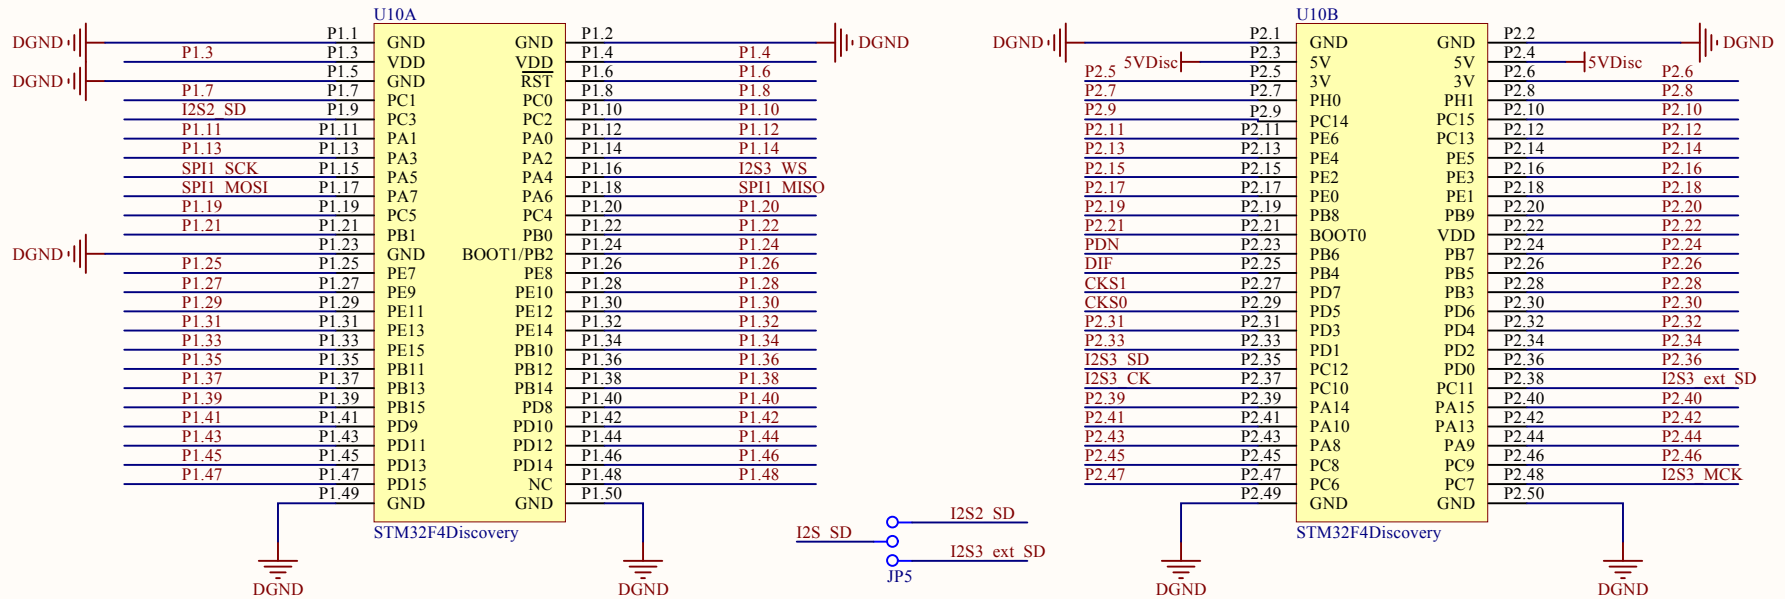 U10A U10B
DGND P1.1 GND GND P1.2 DGND DGND P2.1 GND GND P2.2 DGND
P1.3 P1.3 VDD VDD P1.4 P1.4 5VDisc P2.3 5V 5V P2.4 5VDisc
DGND P1.5 GND RST P1.6 P1.6 P2.5 P2.5 3V 3V P2.6 P2.6
P1.7 P1.7 PC1 PC0 P1.8 P1.8 P2.7 P2.7 PH0 PH1 P2.8 P2.8
I2S2_SD P1.9 PC3 PC2 P1.10 P1.10 P2.9 P2.9 PC14 PC15 P2.10 P2.10
P1.11 P1.11 PA1 PA0 P1.12 P1.12 P2.11 P2.11 PE6 PC13 P2.12 P2.12
P1.13 P1.13 PA3 PA2 P1.14 P1.14 P2.13 P2.13 PE4 PE5 P2.14 P2.14
SPI1_SCK P1.15 PA5 PA4 P1.16 I2S3_WS P2.15 P2.15 PE2 PE3 P2.16 P2.16
SPI1_MOSI P1.17 PA7 PA6 P1.18 SPI1_MISO P2.17 P2.17 PE0 PE1 P2.18 P2.18
P1.19 P1.19 PC5 PC4 P1.20 P1.20 P2.19 P2.19 PB8 PB9 P2.20 P2.20
P1.21 P1.21 PB1 PB0 P1.22 P1.22 P2.21 P2.21 BOOT0 VDD P2.22 P2.22
DGND P1.23 GND BOOT1/PB2 P1.24 P1.24 PDN P2.23 PB6 PB7 P2.24 P2.24
P1.25 P1.25 PE7 PE8 P1.26 P1.26 DIF P2.25 PB4 PB5 P2.26 P2.26
P1.27 P1.27 PE9 PE10 P1.28 P1.28 CKS1 P2.27 PD7 PB3 P2.28 P2.28
P1.29 P1.29 PE11 PE12 P1.30 P1.30 CKS0 P2.29 PD5 PD6 P2.30 P2.30
P1.31 P1.31 PE13 PE14 P1.32 P1.32 P2.31 P2.31 PD3 PD4 P2.32 P2.32
P1.33 P1.33 PE15 PB10 P1.34 P1.34 P2.33 P2.33 PD1 PD2 P2.34 P2.34
P1.35 P1.35 PB11 PB12 P1.36 P1.36 I2S3_SD P2.35 PC12 PD0 P2.36 P2.36
P1.37 P1.37 PB13 PB14 P1.38 P1.38 I2S3_CK P2.37 PC10 PC11 P2.38 I2S3_ext_SD
P1.39 P1.39 PB15 PD8 P1.40 P1.40 P2.39 P2.39 PA14 PA15 P2.40 P2.40
P1.41 P1.41 PD9 PD10 P1.42 P1.42 P2.41 P2.41 PA10 PA13 P2.42 P2.42
P1.43 P1.43 PD11 PD12 P1.44 P1.44 P2.43 P2.43 PA8 PA9 P2.44 P2.44
P1.45 P1.45 PD13 PD14 P1.46 P1.46 P2.45 P2.45 PC8 PC9 P2.46 P2.46
P1.47 P1.47 PD15 NC P1.48 P1.48 P2.47 P2.47 PC6 PC7 P2.48 I2S3_MCK
P1.49 GND GND P1.50 P2.49 GND GND P2.50
I2S2_SD
STM32F4Discovery I2S_SD STM32F4Discovery
I2S3_ext_SD
JP5
DGND DGND DGND DGND